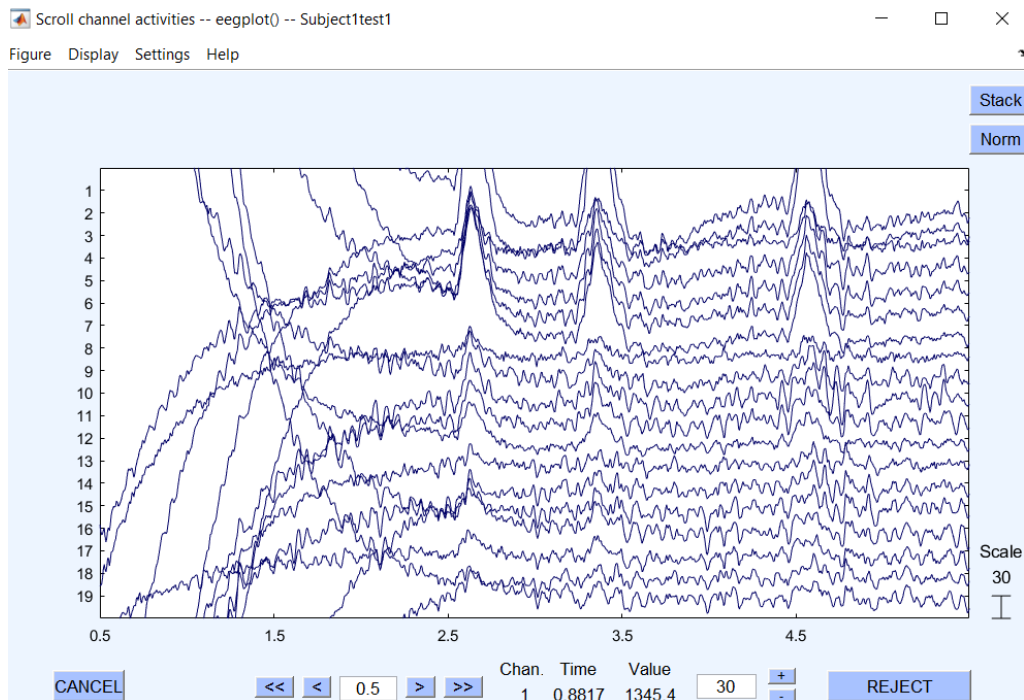 Scroll channel activities -- eegplot() -- Subject1test1
Figure Display Settings Help
Stack
Norm
1
2
3
4
5
6
7
8
9
10
11
12
13
14
15
16
17
18
19
Scale
30
0.5 1.5 2.5 3.5 4.5
Chan. Time Value
CANCEL << < 0.5 > >> 1 0.8817 1345.4 30 + - REJECT